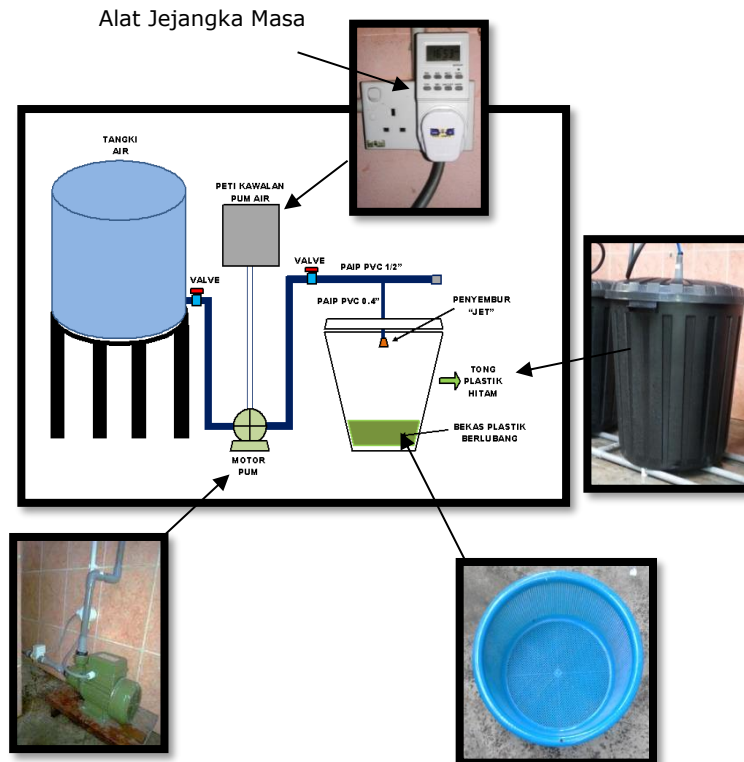 Alat Jejangka Masa
TANGKI
AIR
PETI KAWALAN
PUM AIR
VALVE
VALVE
PAIP PVC 1/2”
PAIP PVC 0.4”
PENYEMBUR
“JET”
TONG
PLASTIK
HITAM
BEKAS PLASTIK
BERLUBANG
MOTOR
PUM